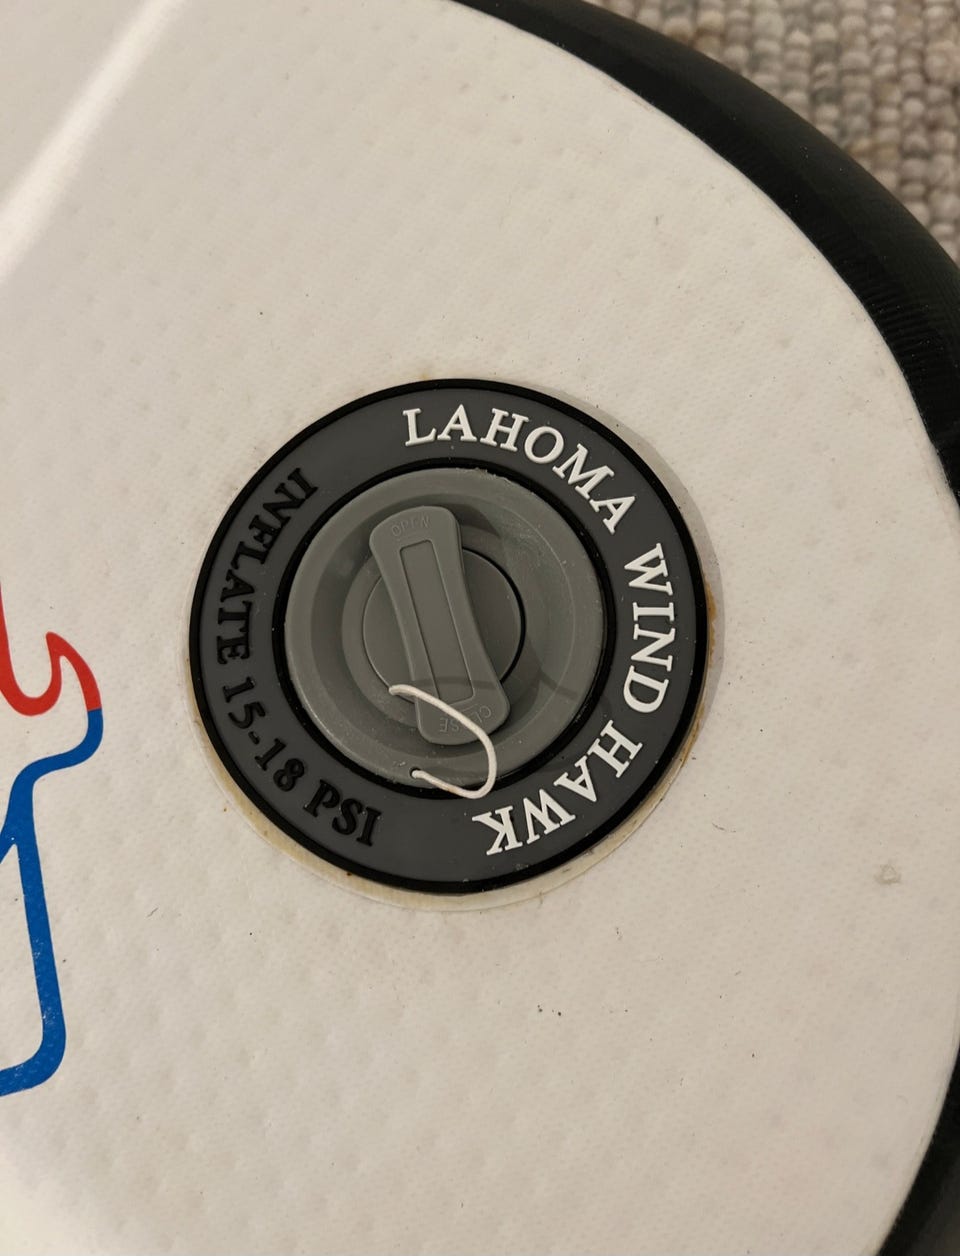 LAHOMA WIND HAWK
INFLATE 15-18 PSI
OPEN
CLOSE